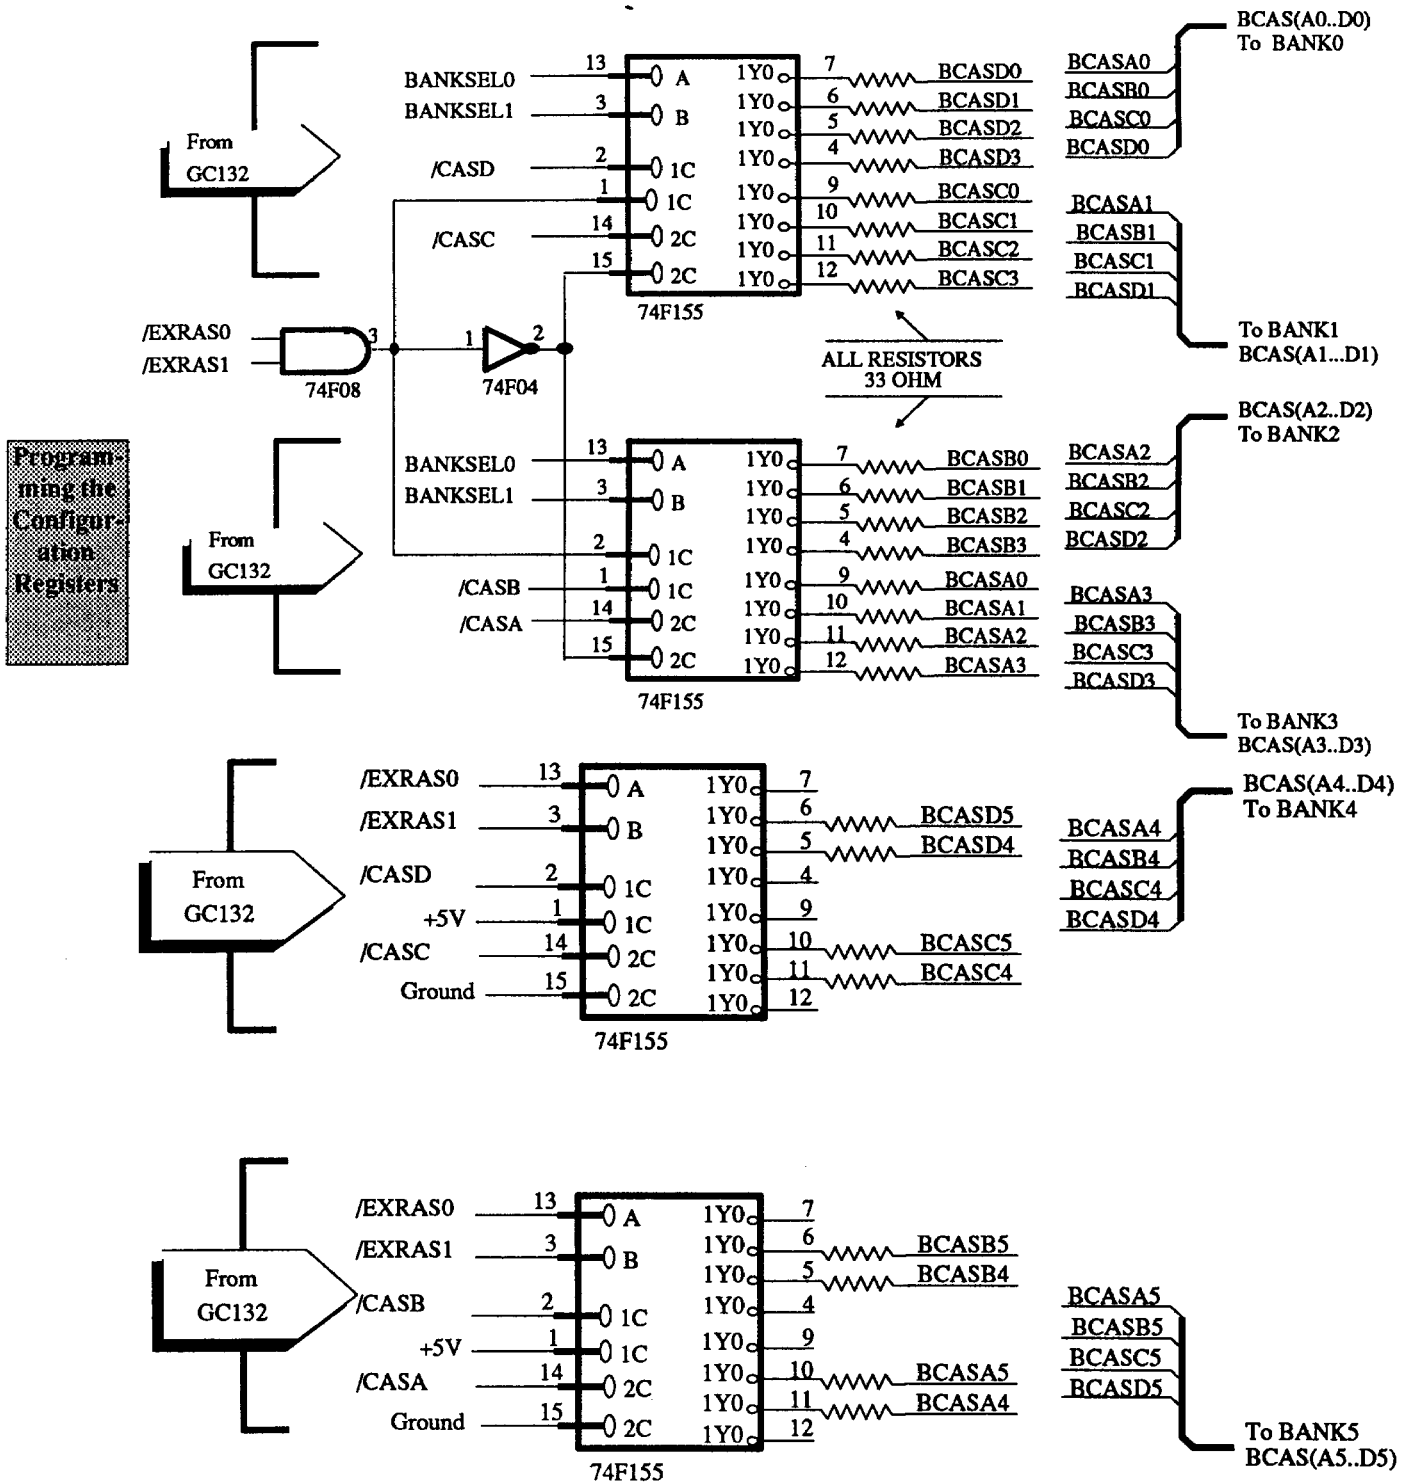 BCAS(A0..D0)
To BANK0
BANKSEL0 13 A 1Y0 7 BCASD0 BCASA0
BANKSEL1 3 B 1Y0 6 BCASD1 BCASB0
1Y0 5 BCASD2 BCASC0
/CASD 2 1C 1Y0 4 BCASD3 BCASD0
From
GC132
1 1C 1Y0 9 BCASC0 BCASA1
/CASC 14 2C 1Y0 10 BCASC1 BCASB1
15 2C 1Y0 11 BCASC2 BCASC1
1Y0 12 BCASC3 BCASD1
74F155
/EXRAS0
/EXRAS1
3
74F08
1
2
74F04
ALL RESISTORS
33 OHM
To BANK1
BCAS(A1...D1)
BCAS(A2..D2)
To BANK2
Program-
ming the
Configur-
ation
Registers
BANKSEL0 13 A 1Y0 7 BCASB0 BCASA2
BANKSEL1 3 B 1Y0 6 BCASB1 BCASB2
1Y0 5 BCASB2 BCASC2
2 1C 1Y0 4 BCASB3 BCASD2
From
GC132
/CASB 1 1C 1Y0 9 BCASA0 BCASA3
/CASA 14 2C 1Y0 10 BCASA1 BCASB3
15 2C 1Y0 11 BCASA2 BCASC3
1Y0 12 BCASA3 BCASD3
74F155
To BANK3
BCAS(A3..D3)
/EXRAS0 13 A 1Y0 7
BCAS(A4..D4)
To BANK4
/EXRAS1 3 B 1Y0 6 BCASD5 BCASA4
1Y0 5 BCASD4 BCASB4
/CASD 2 1C 1Y0 4 BCASC4
From
GC132
+5V 1 1C 1Y0 9 BCASD4
/CASC 14 2C 1Y0 10 BCASC5
Ground 15 2C 1Y0 11 BCASC4
1Y0 12
74F155
/EXRAS0 13 A 1Y0 7
/EXRAS1 3 B 1Y0 6 BCASB5
1Y0 5 BCASB4
From
GC132
/CASB 2 1C 1Y0 4 BCASA5
+5V 1 1C 1Y0 9 BCASB5
/CASA 14 2C 1Y0 10 BCASA5 BCASC5
Ground 15 2C 1Y0 11 BCASA4 BCASD5
1Y0 12
74F155
To BANK5
BCAS(A5..D5)